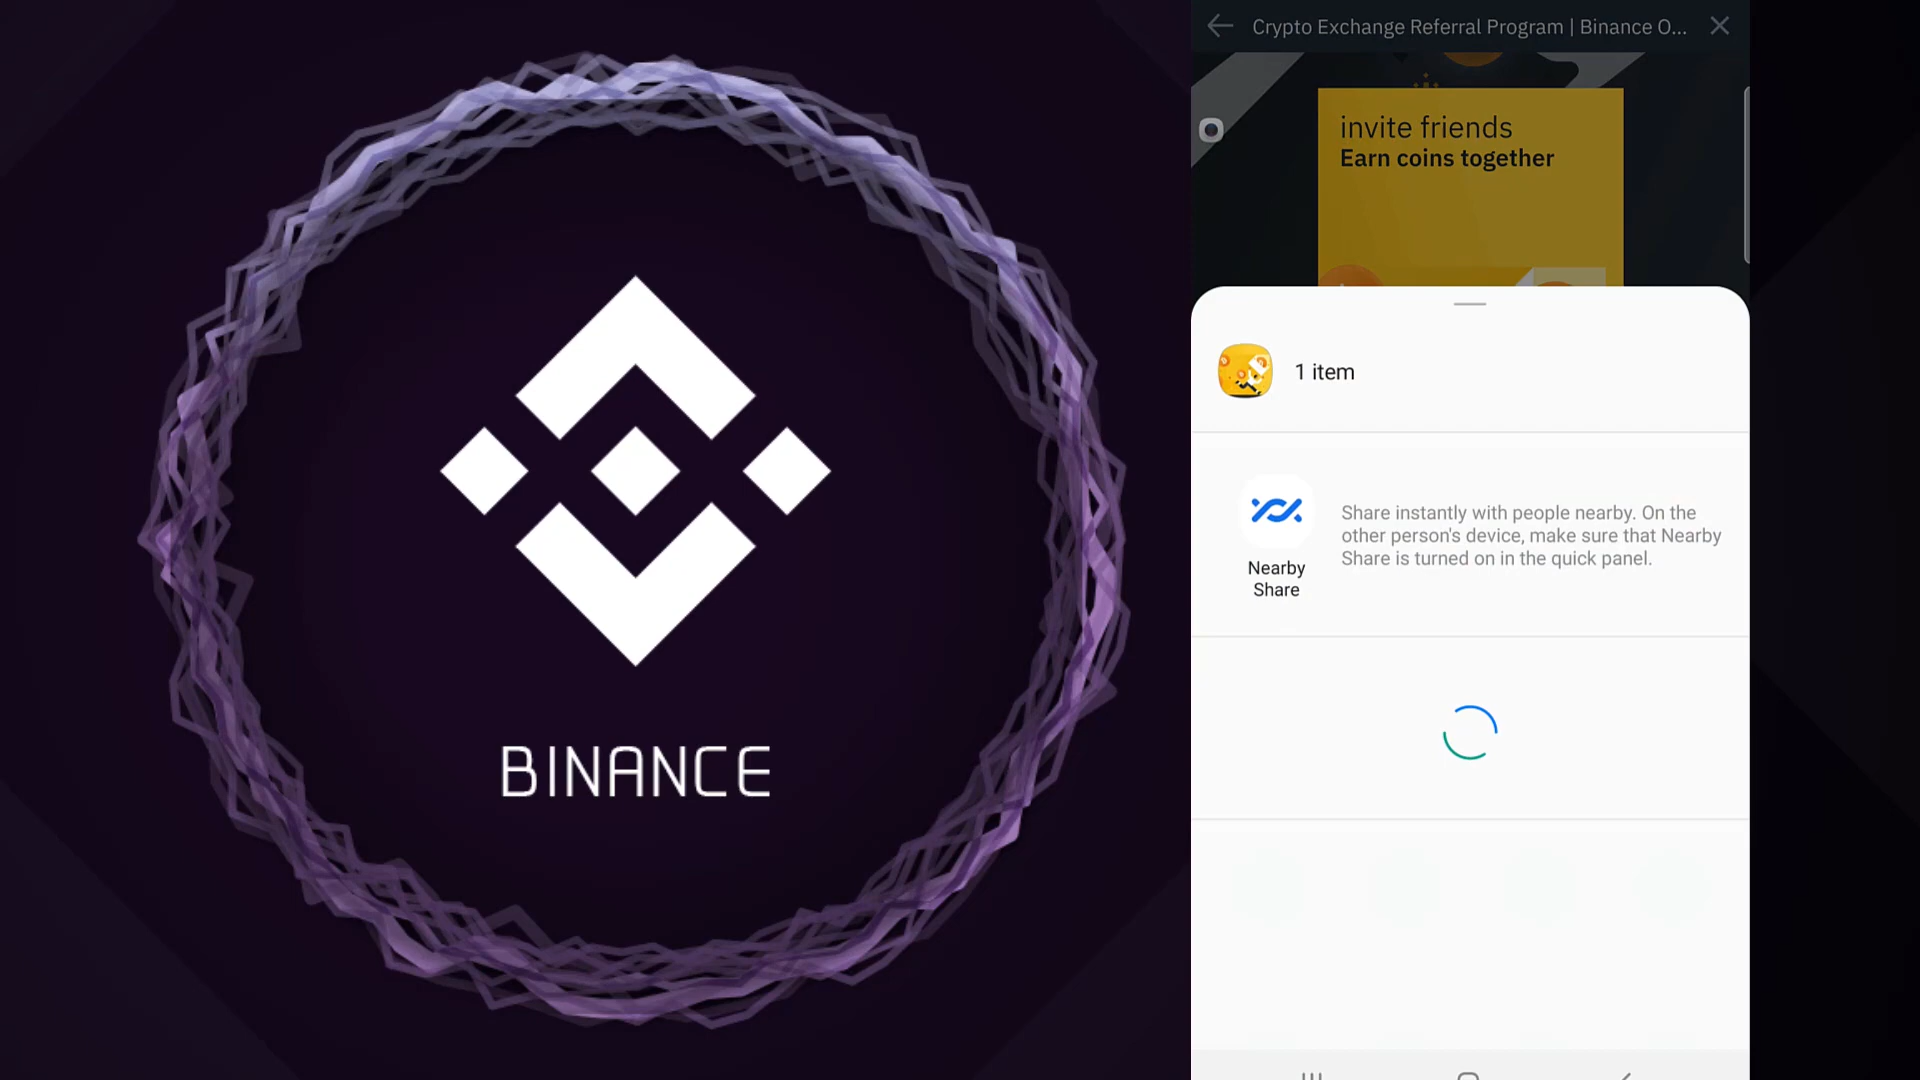 BINANCE
Crypto Exchange Referral Program | Binance O...
invite friends
Earn coins together
1 item
Nearby
Share
Share instantly with people nearby. On the
other person's device, make sure that Nearby
Share is turned on in the quick panel.